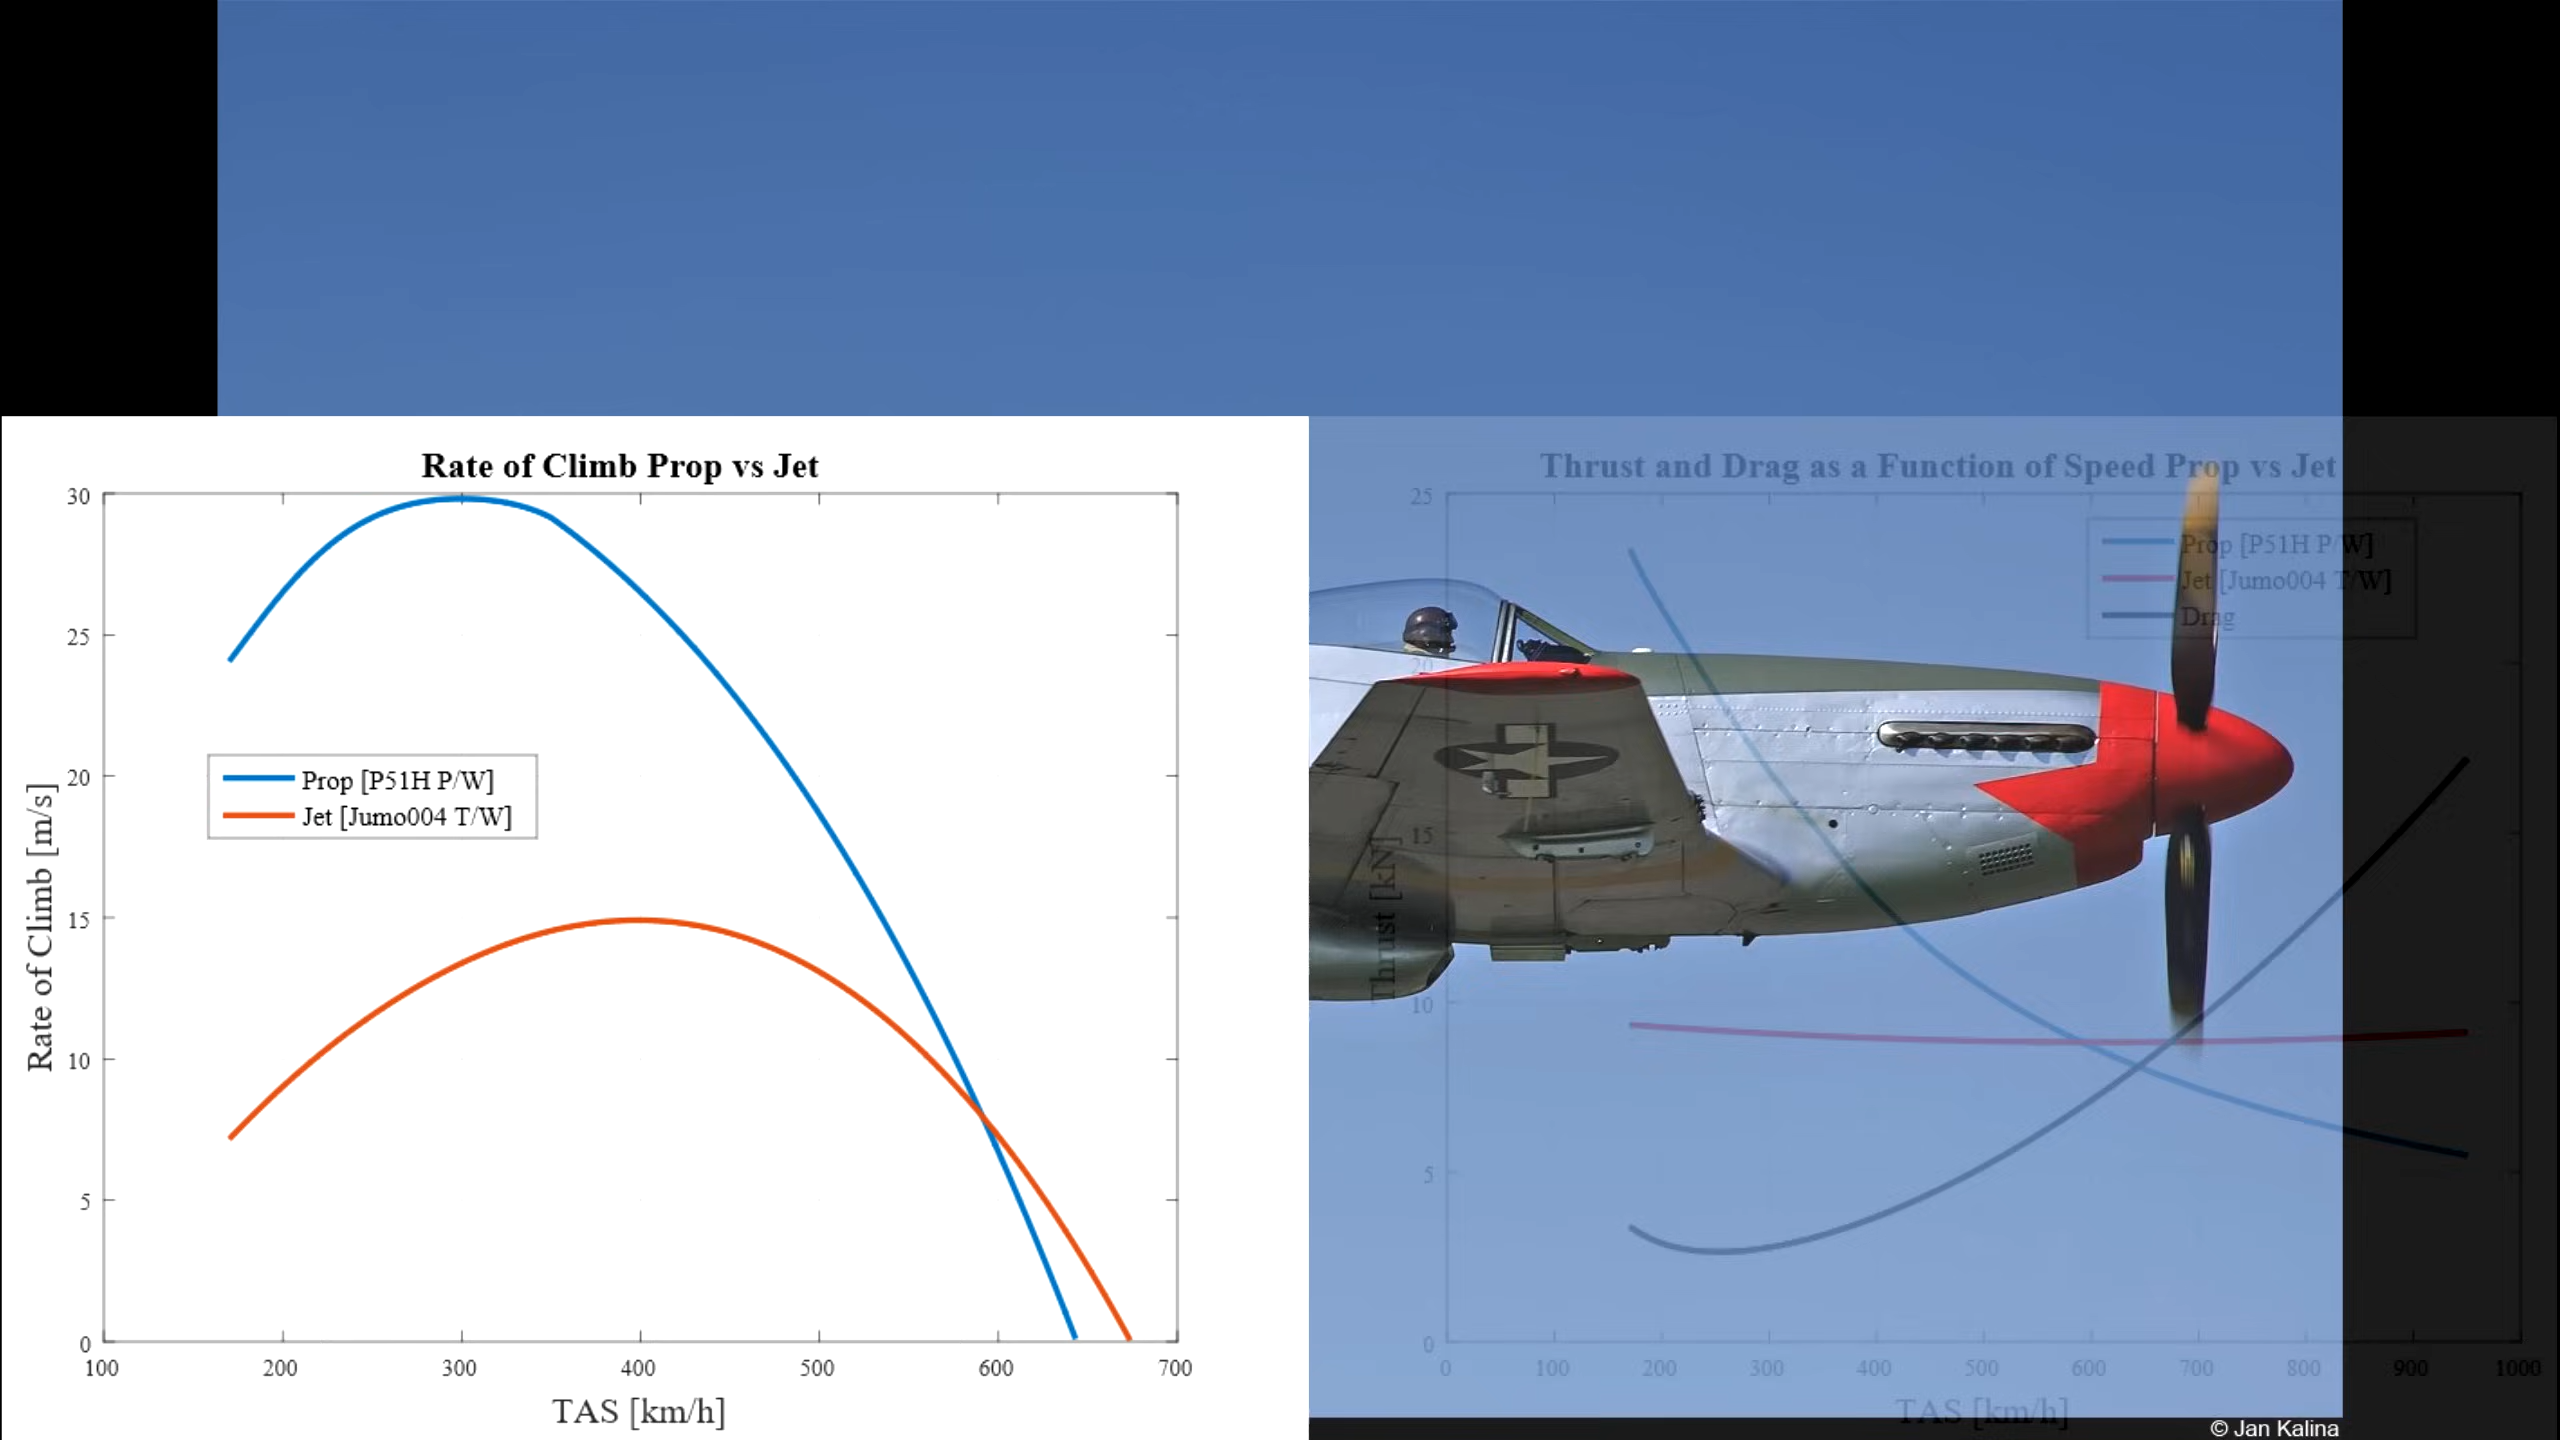 Rate of Climb Prop vs Jet
30
25
20
15
10
5
0
Rate of Climb [m/s]
Prop [P51H P/W]
Jet [Jumo004 T/W]
100 200 300 400 500 600 700
TAS [km/h]
Thrust and Drag as a Function of Speed Prop vs Jet
25
20
15
10
5
0
Thrust [kN]
Prop [P51H P/W]
Jet [Jumo004 T/W]
Drag
0 100 200 300 400 500 600 700 800 900 1000
TAS [km/h]
© Jan Kalina